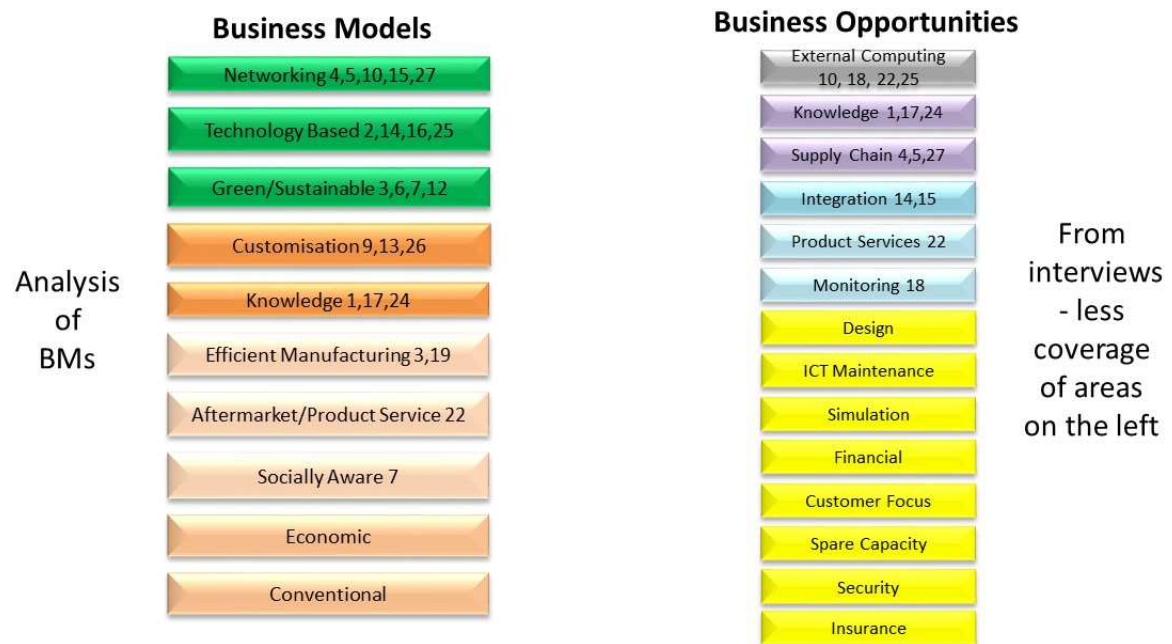 Business Models
Networking 4,5,10,15,27
Technology Based 2,14,16,25
Green/Sustainable 3,6,7,12
Customisation 9,13,26
Knowledge 1,17,24
Efficient Manufacturing 3,19
Aftermarket/Product Service 22
Socially Aware 7
Economic
Conventional
Analysis
of
BMs
Business Opportunities
External Computing
10, 18, 22,25
Knowledge 1,17,24
Supply Chain 4,5,27
Integration 14,15
Product Services 22
Monitoring 18
Design
ICT Maintenance
Simulation
Financial
Customer Focus
Spare Capacity
Security
Insurance
From
interviews
- less
coverage
of areas
on the left